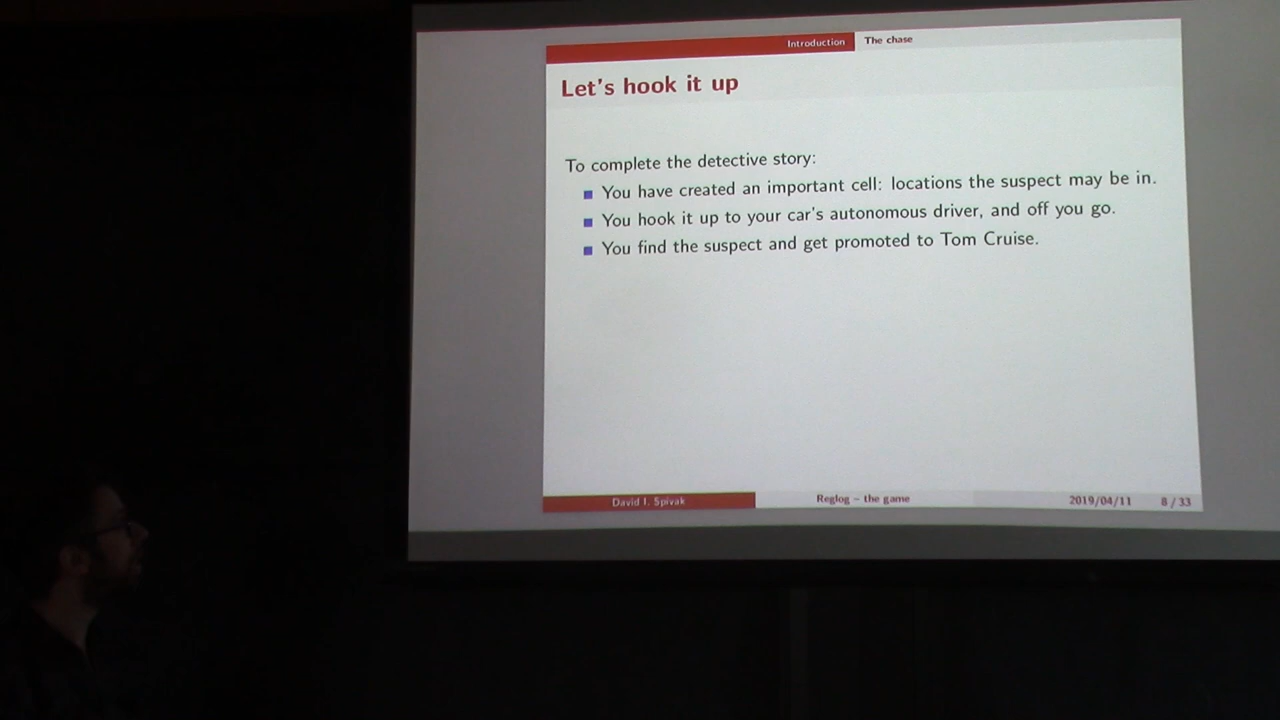 Introduction The chase
Let's hook it up
To complete the detective story:
You have created an important cell: locations the suspect may be in.
You hook it up to your car's autonomous driver, and off you go.
You find the suspect and get promoted to Tom Cruise.
David I. Spivak Reglog – the game 2019/04/11 8 / 33